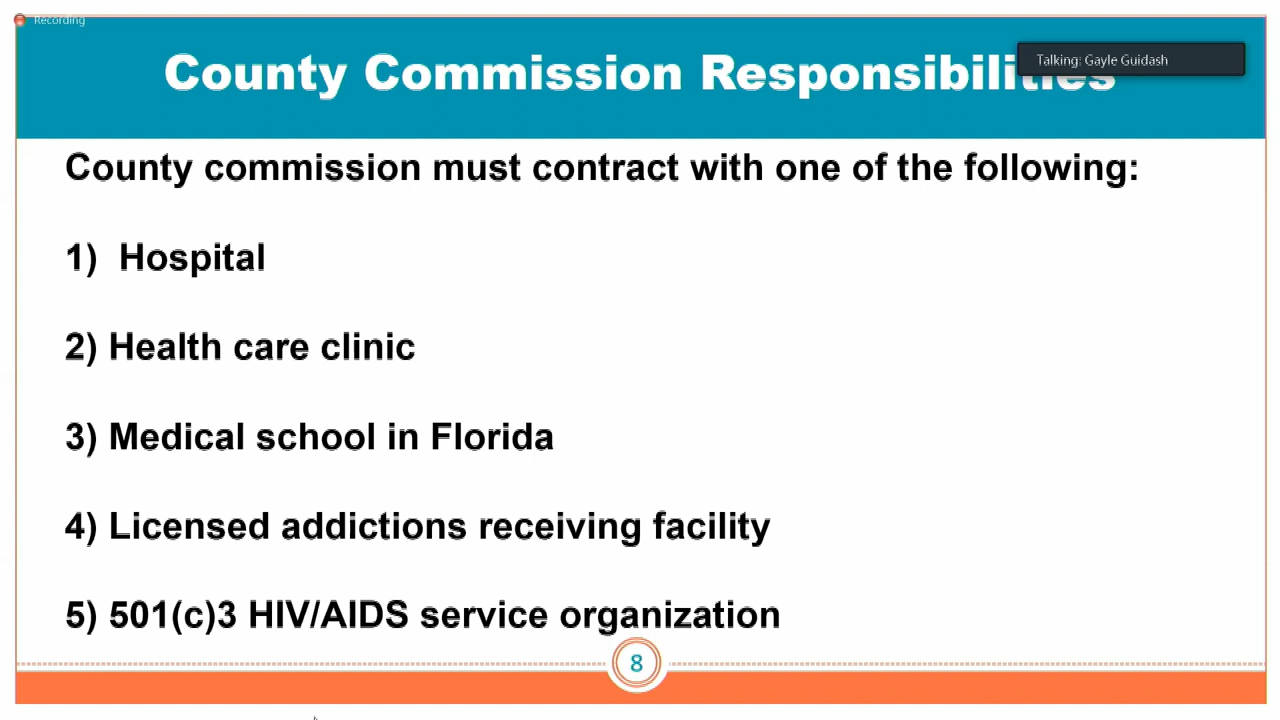 Recording
County Commission Responsibilities
Talking: Gayle Guidash
County commission must contract with one of the following:
1) Hospital
2) Health care clinic
3) Medical school in Florida
4) Licensed addictions receiving facility
5) 501(c)3 HIV/AIDS service organization
8